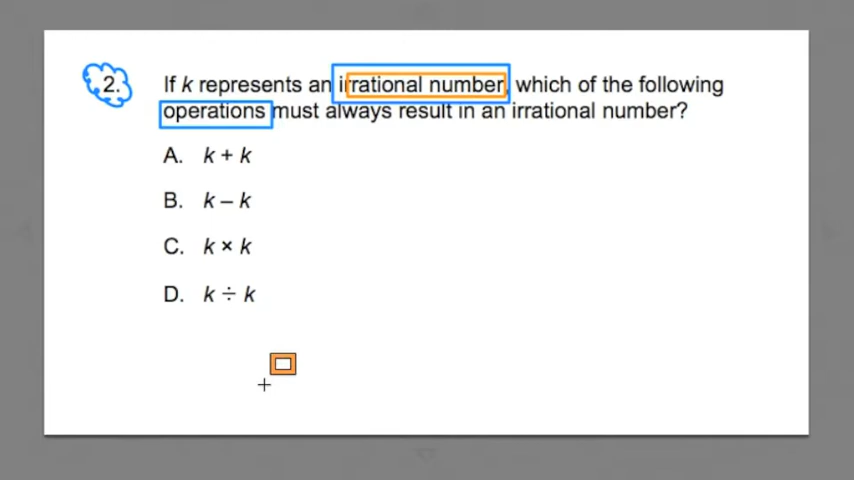 2. If k represents an irrational number, which of the following
operations must always result in an irrational number?
A. k + k
B. k – k
C. k × k
D. k ÷ k